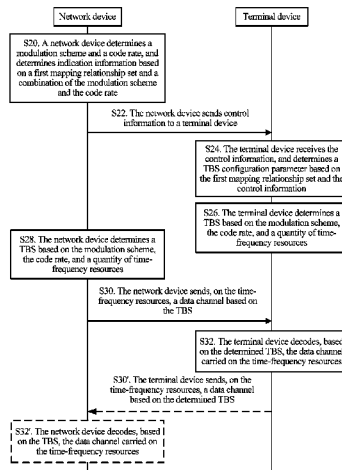 Network device
Terminal device
S20. A network device determines a
modulation scheme and a code rate, and
determines indication information based
on a first mapping relationship set and a
combination of the modulation scheme
and the code rate
S22. The network device sends control
information to a terminal device
S24. The terminal device receives the
control information, and determines a
TBS configuration parameter based on
the first mapping relationship set and the
control information
S26. The terminal device determines a
TBS based on the modulation scheme,
the code rate, and a quantity of time-
frequency resources
S28. The network device determines a
TBS based on the modulation scheme,
the code rate, and a quantity of time-
frequency resources
S30. The network device sends, on the
time-frequency resources, a data channel based on
the TBS
S32. The terminal device decodes, based
on the determined TBS, the data channel
carried on the time-frequency resources
S30'. The terminal device sends, on the
time-frequency resources, a data channel
based on the determined TBS
S32'. The network device decodes, based
on the TBS, the data channel carried on
the time-frequency resources